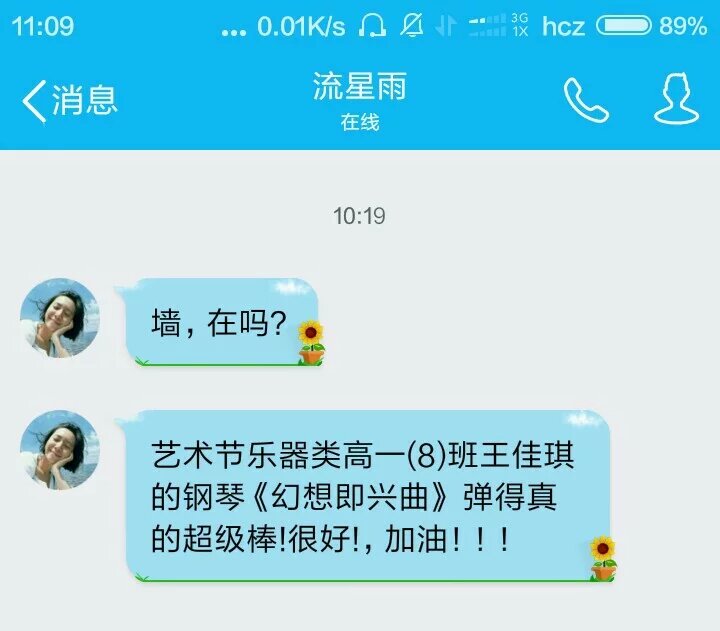 11:09 ... 0.01K/s 3G 1X hcz 89%
消息 流星雨
在线
10:19
墙，在吗?
艺术节乐器类高一(8)班王佳琪
的钢琴《幻想即兴曲》弹得真
的超级棒!很好!，加油！！！